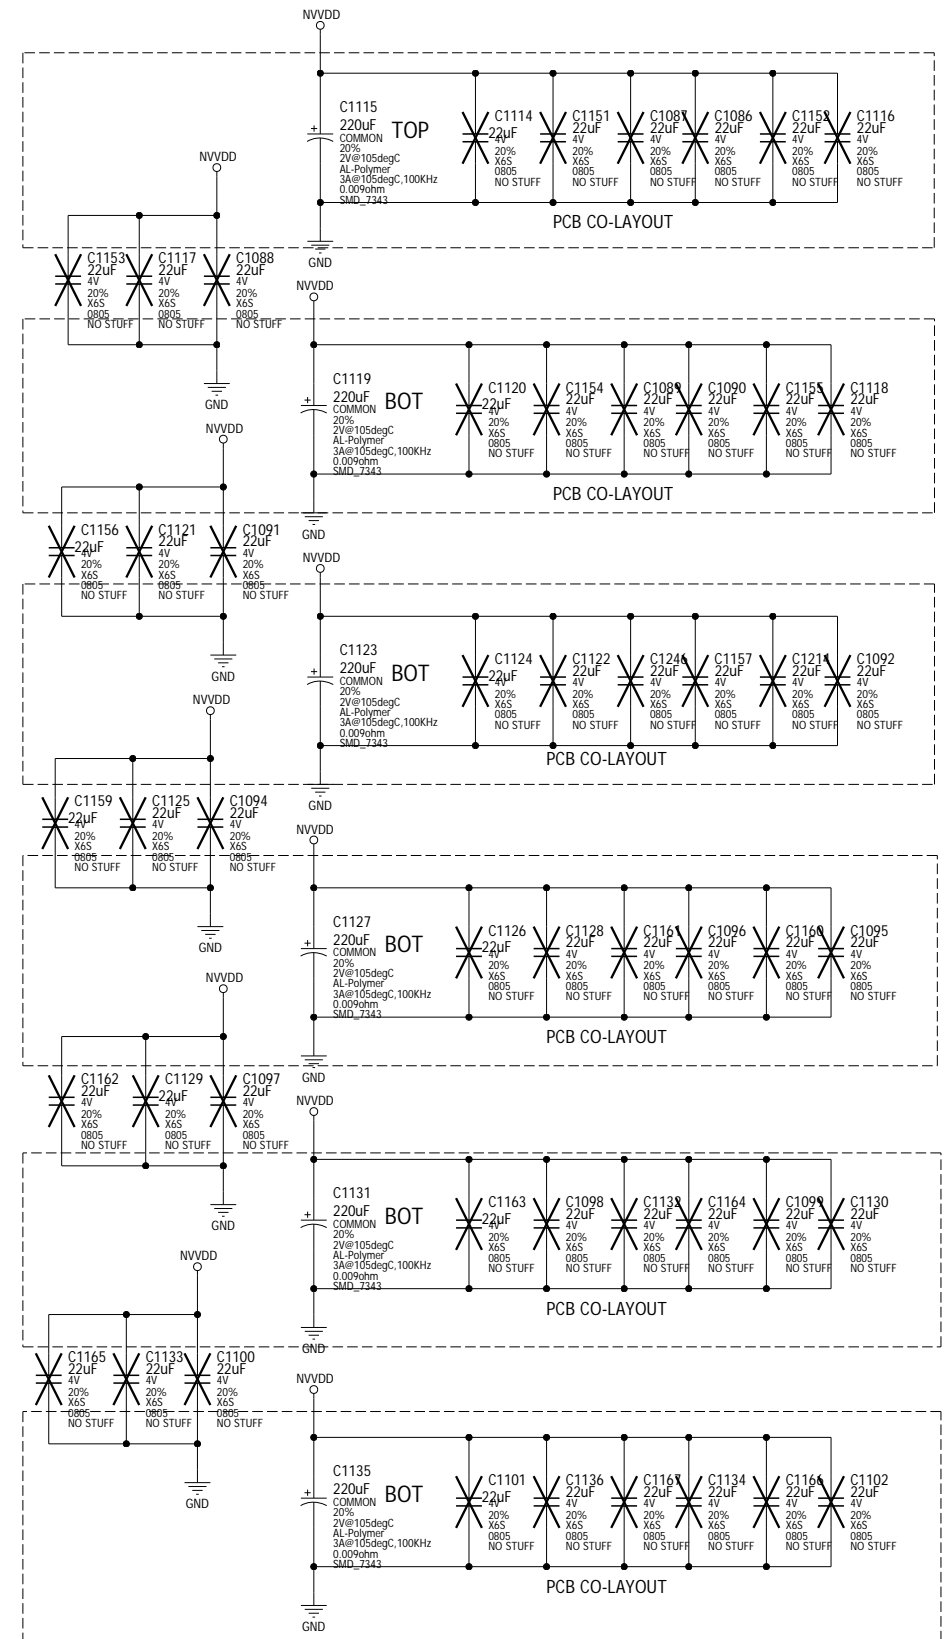 NVVDD
C1115
220uF
COMMON
20%
2V@105degC
AL-Polymer
3A@105degC,100KHz
0.009ohm
SMD_7343
TOP
C1114
22uF
4V
20%
X6S
0805
NO STUFF
C1151
22uF
4V
20%
X6S
0805
NO STUFF
C1087
22uF
4V
20%
X6S
0805
NO STUFF
C1086
22uF
4V
20%
X6S
0805
NO STUFF
C1152
22uF
4V
20%
X6S
0805
NO STUFF
C1116
22uF
4V
20%
X6S
0805
NO STUFF
PCB CO-LAYOUT
GND
NVVDD
C1153
22uF
4V
20%
X6S
0805
NO STUFF
C1117
22uF
4V
20%
X6S
0805
NO STUFF
C1088
22uF
4V
20%
X6S
0805
NO STUFF
GND
NVVDD
C1119
220uF
COMMON
20%
2V@105degC
AL-Polymer
3A@105degC,100KHz
0.009ohm
SMD_7343
BOT
C1120
22uF
4V
20%
X6S
0805
NO STUFF
C1154
22uF
4V
20%
X6S
0805
NO STUFF
C1089
22uF
4V
20%
X6S
0805
NO STUFF
C1090
22uF
4V
20%
X6S
0805
NO STUFF
C1155
22uF
4V
20%
X6S
0805
NO STUFF
C1118
22uF
4V
20%
X6S
0805
NO STUFF
PCB CO-LAYOUT
GND
NVVDD
C1156
22uF
4V
20%
X6S
0805
NO STUFF
C1121
22uF
4V
20%
X6S
0805
NO STUFF
C1091
22uF
4V
20%
X6S
0805
NO STUFF
GND
NVVDD
C1123
220uF
COMMON
20%
2V@105degC
AL-Polymer
3A@105degC,100KHz
0.009ohm
SMD_7343
BOT
C1124
22uF
4V
20%
X6S
0805
NO STUFF
C1122
22uF
4V
20%
X6S
0805
NO STUFF
C1246
22uF
4V
20%
X6S
0805
NO STUFF
C1157
22uF
4V
20%
X6S
0805
NO STUFF
C1214
22uF
4V
20%
X6S
0805
NO STUFF
C1092
22uF
4V
20%
X6S
0805
NO STUFF
PCB CO-LAYOUT
GND
NVVDD
C1159
22uF
4V
20%
X6S
0805
NO STUFF
C1125
22uF
4V
20%
X6S
0805
NO STUFF
C1094
22uF
4V
20%
X6S
0805
NO STUFF
GND
NVVDD
C1127
220uF
COMMON
20%
2V@105degC
AL-Polymer
3A@105degC,100KHz
0.009ohm
SMD_7343
BOT
C1126
22uF
4V
20%
X6S
0805
NO STUFF
C1128
22uF
4V
20%
X6S
0805
NO STUFF
C1161
22uF
4V
20%
X6S
0805
NO STUFF
C1096
22uF
4V
20%
X6S
0805
NO STUFF
C1160
22uF
4V
20%
X6S
0805
NO STUFF
C1095
22uF
4V
20%
X6S
0805
NO STUFF
PCB CO-LAYOUT
GND
NVVDD
C1162
22uF
4V
20%
X6S
0805
NO STUFF
C1129
22uF
4V
20%
X6S
0805
NO STUFF
C1097
22uF
4V
20%
X6S
0805
NO STUFF
GND
NVVDD
C1131
220uF
COMMON
20%
2V@105degC
AL-Polymer
3A@105degC,100KHz
0.009ohm
SMD_7343
BOT
C1163
22uF
4V
20%
X6S
0805
NO STUFF
C1098
22uF
4V
20%
X6S
0805
NO STUFF
C1132
22uF
4V
20%
X6S
0805
NO STUFF
C1164
22uF
4V
20%
X6S
0805
NO STUFF
C1099
22uF
4V
20%
X6S
0805
NO STUFF
C1130
22uF
4V
20%
X6S
0805
NO STUFF
PCB CO-LAYOUT
GND
NVVDD
C1165
22uF
4V
20%
X6S
0805
NO STUFF
C1133
22uF
4V
20%
X6S
0805
NO STUFF
C1100
22uF
4V
20%
X6S
0805
NO STUFF
GND
NVVDD
C1135
220uF
COMMON
20%
2V@105degC
AL-Polymer
3A@105degC,100KHz
0.009ohm
SMD_7343
BOT
C1101
22uF
4V
20%
X6S
0805
NO STUFF
C1136
22uF
4V
20%
X6S
0805
NO STUFF
C1167
22uF
4V
20%
X6S
0805
NO STUFF
C1134
22uF
4V
20%
X6S
0805
NO STUFF
C1166
22uF
4V
20%
X6S
0805
NO STUFF
C1102
22uF
4V
20%
X6S
0805
NO STUFF
PCB CO-LAYOUT
GND